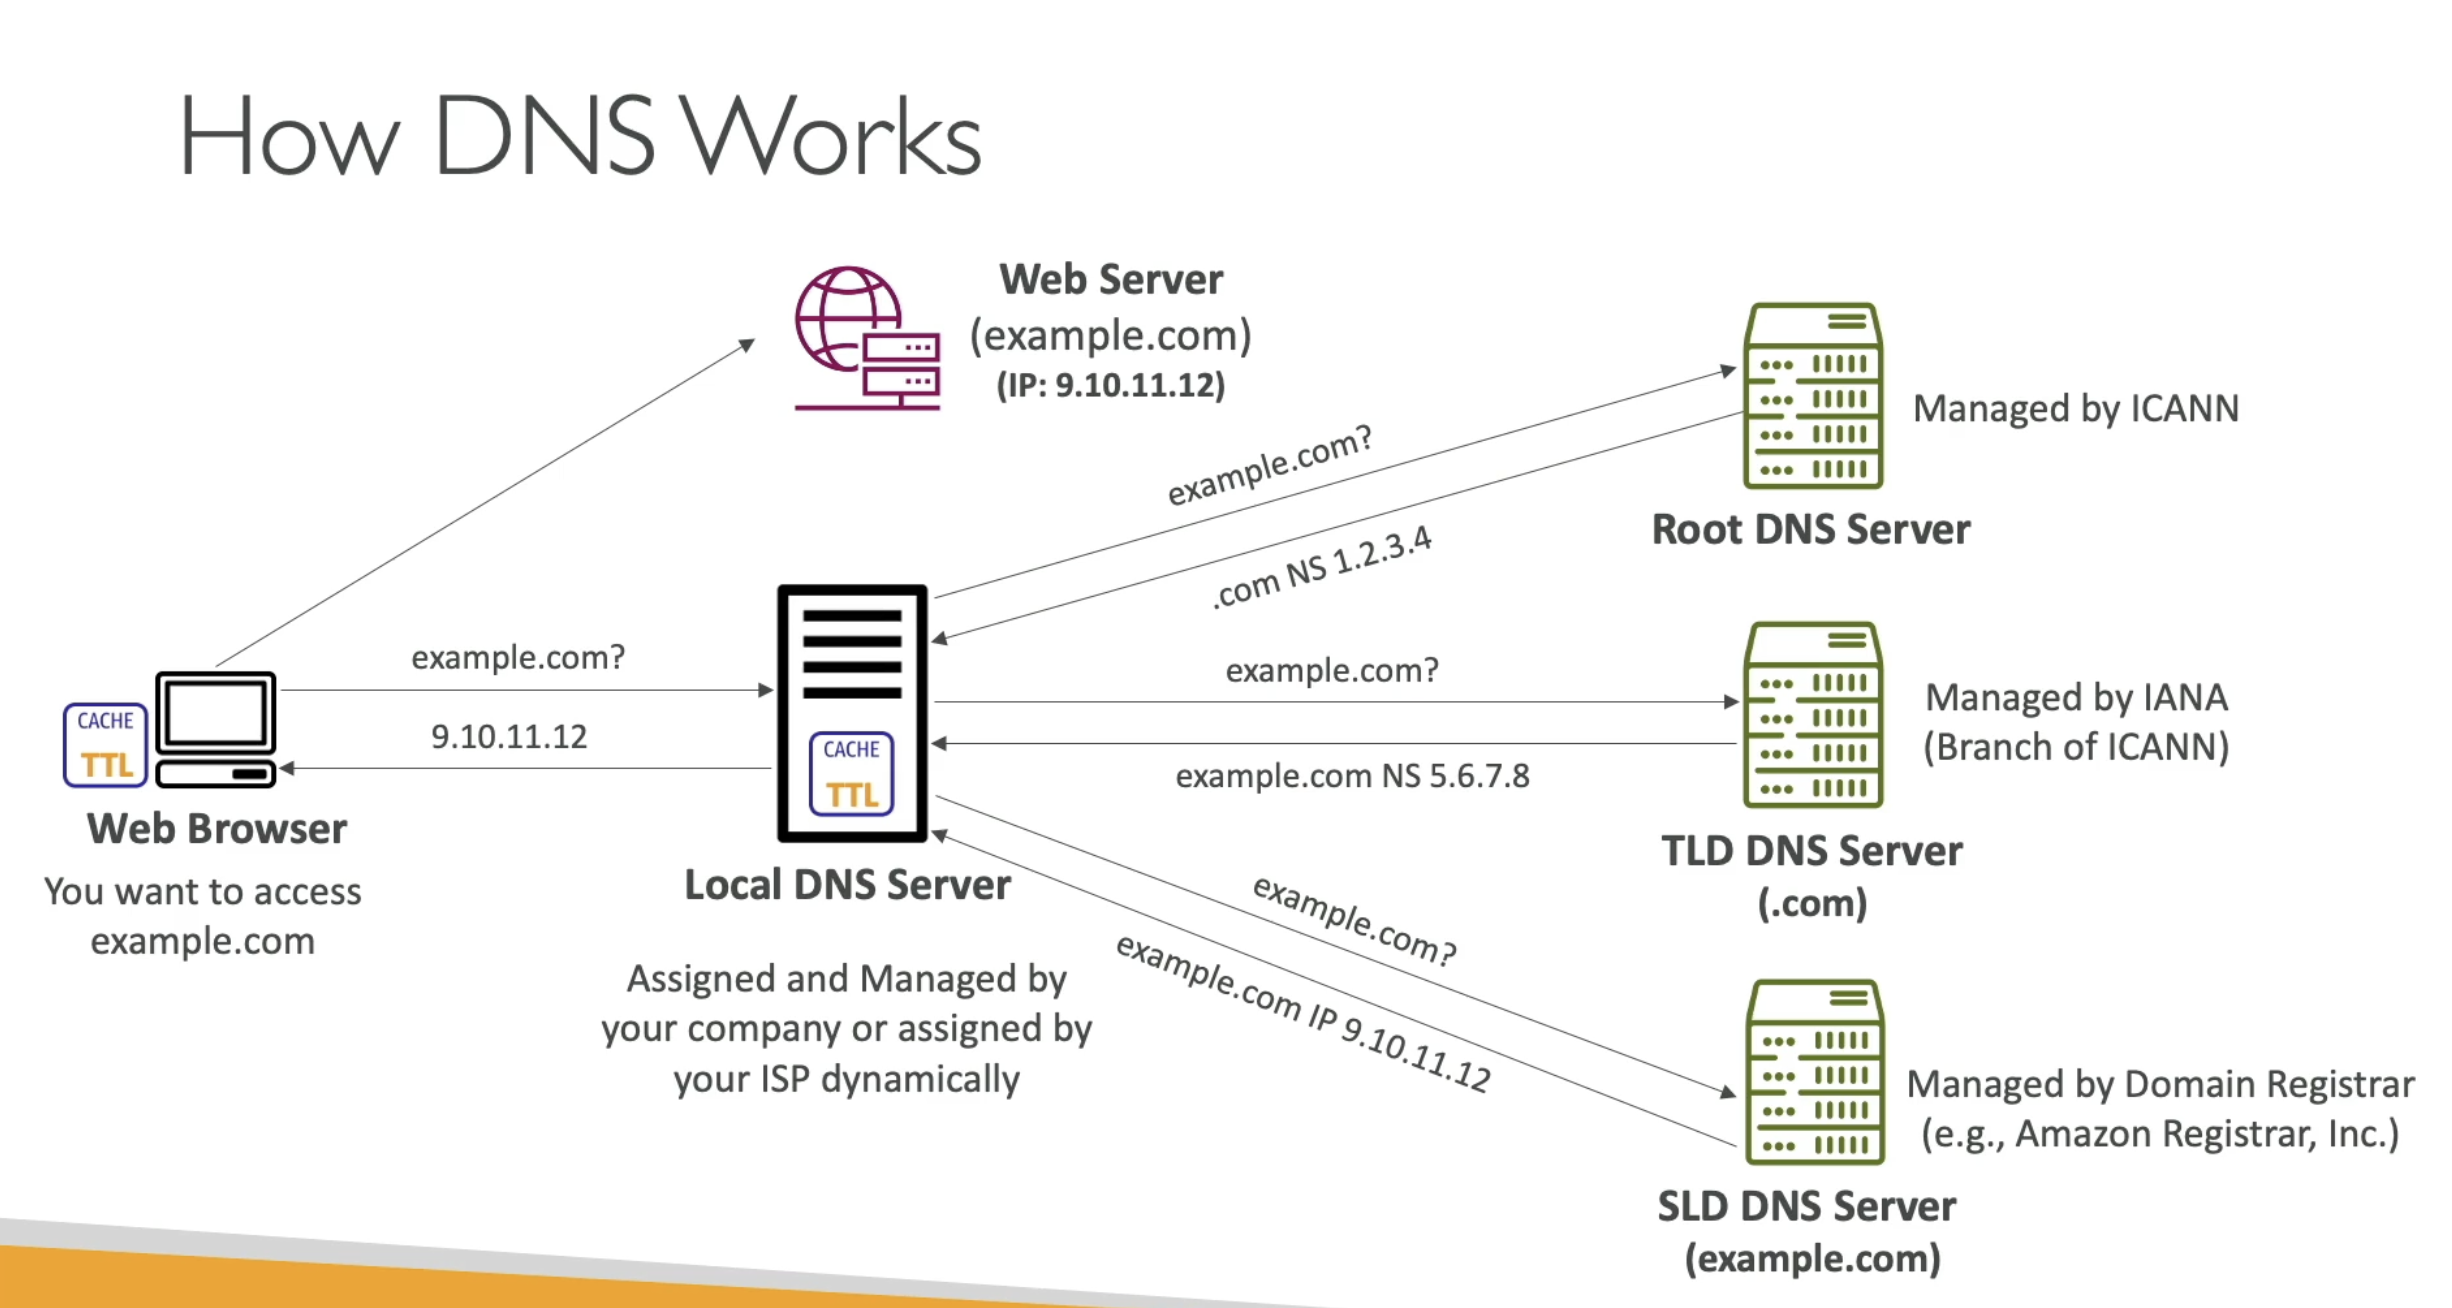 How DNS Works
Web Server
(example.com)
(IP: 9.10.11.12)
Managed by ICANN
example.com?
.com NS 1.2.3.4
Root DNS Server
example.com?
9.10.11.12
CACHE
TTL
Web Browser
You want to access
example.com
CACHE
TTL
Local DNS Server
Assigned and Managed by
your company or assigned by
your ISP dynamically
example.com?
example.com NS 5.6.7.8
Managed by IANA
(Branch of ICANN)
TLD DNS Server
(.com)
example.com?
example.com IP 9.10.11.12
Managed by Domain Registrar
(e.g., Amazon Registrar, Inc.)
SLD DNS Server
(example.com)